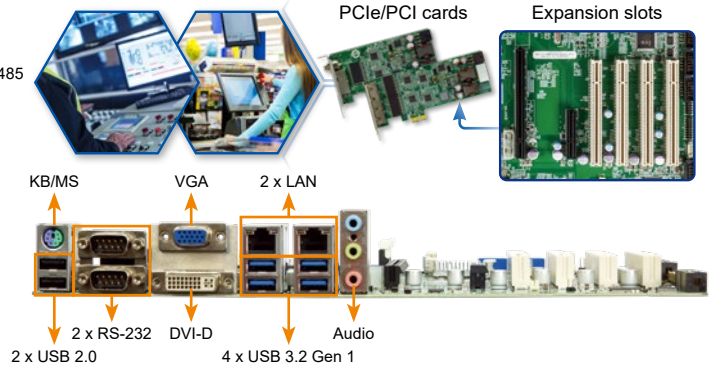 PCIe/PCI cards
Expansion slots
485
KB/MS
VGA
2 x LAN
2 x RS-232
DVI-D
Audio
2 x USB 2.0
4 x USB 3.2 Gen 1